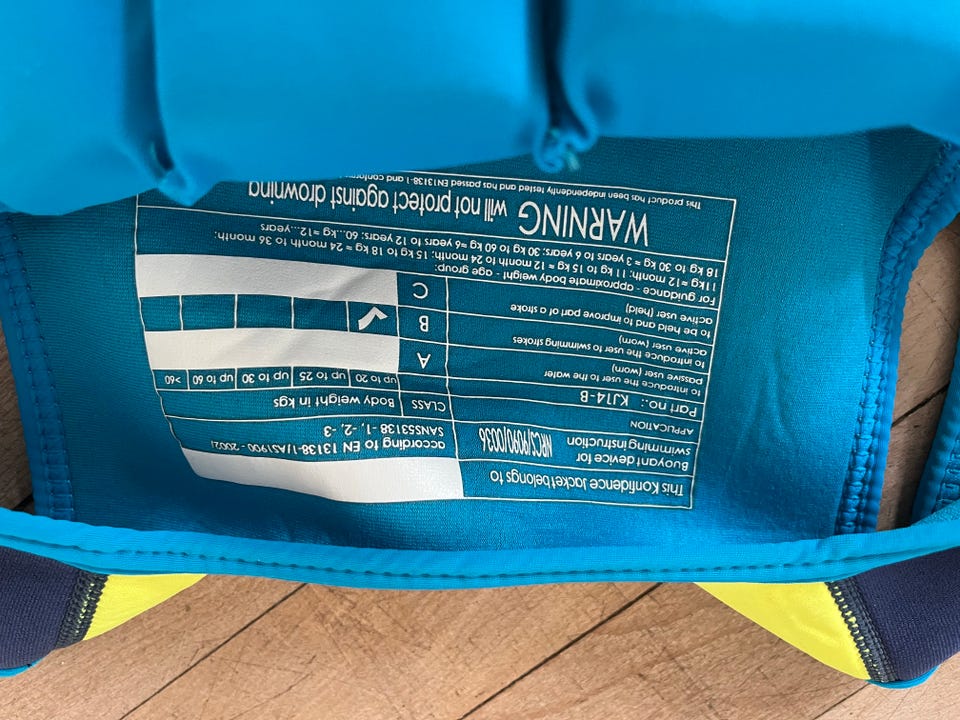 This Konfidence Jacket belongs to
Buoyant device for
swimming instruction
NRCS/9090/00336
according to EN 13138-1/AS1900 - 2002)
SANS53138 -1, -2, -3
APPLICATION
CLASS
Body weight in kgs
Part no.: KJ14-B
up to 20
up to 25
up to 30
up to 60
>60
to introduce the user to the water
passive user (worn)
A
to introduce the user to swimming strokes
active user (worn)
B
✓
to be held and to improve part of a stroke
active user (held)
C
For guidance - approximate body weight - age group:
11kg =12 month; 11 kg to 15 kg = 12 month to 24 month; 15 kg to 18 kg = 24 month to 36 month;
18 kg to 30 kg = 3 years to 6 years; 30 kg to 60 kg =6 years to 12 years; 60...kg =12... years
WARNING will not protect against drowning
This product has been independently tested and has passed EN13138-1 and